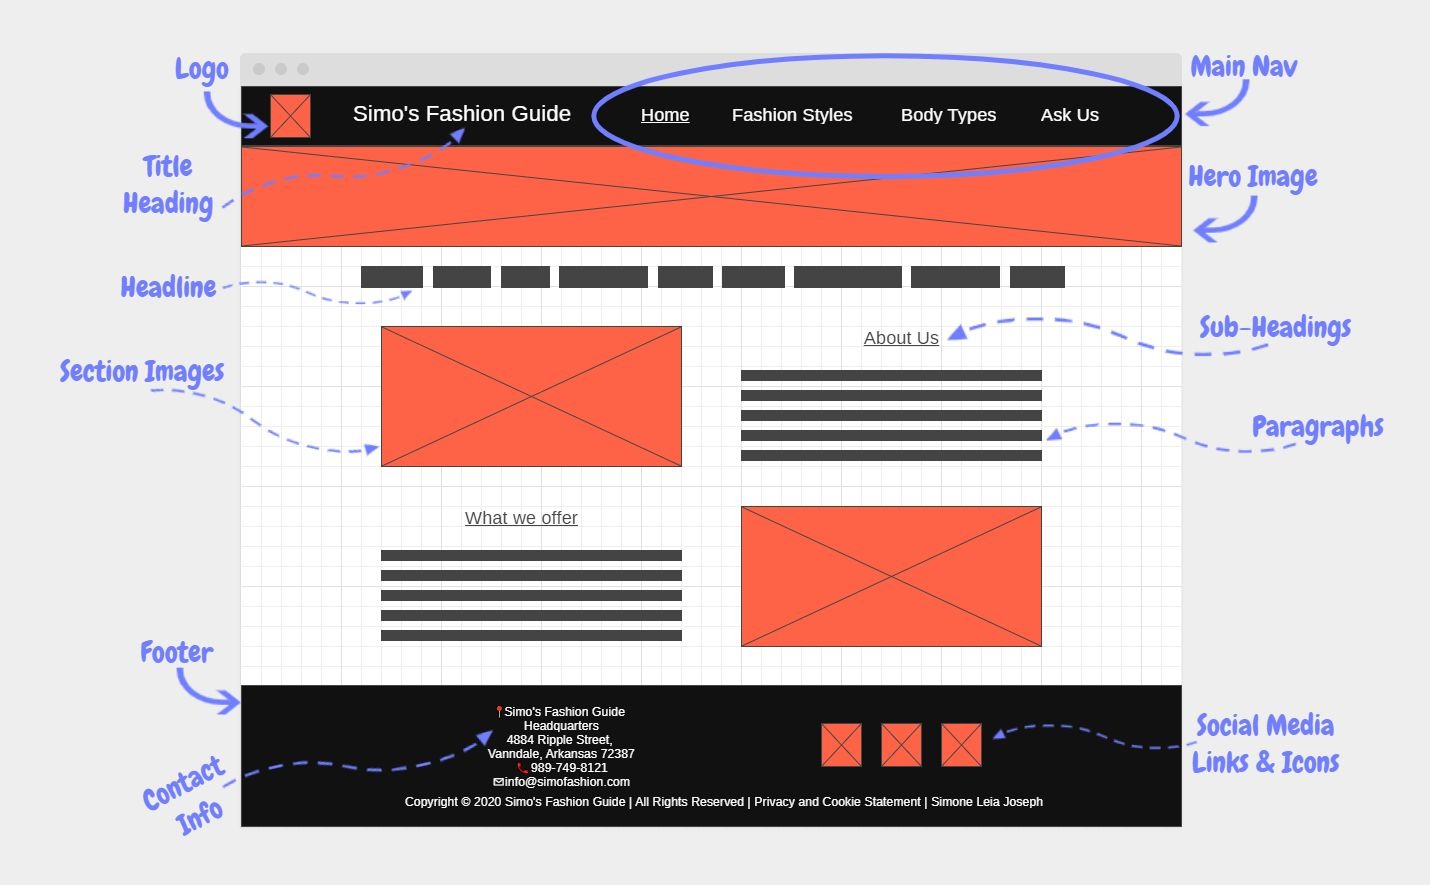 Logo
Main Nav
Simo's Fashion Guide
Home
Fashion Styles
Body Types
Ask Us
Title
Heading
Hero Image
Headline
Sub-Headings
About Us
Section Images
Paragraphs
What we offer
Footer
📍Simo's Fashion Guide
Headquarters
4884 Ripple Street,
Vanndale, Arkansas 72387
📞 989-749-8121
✉info@simofashion.com
Social Media
Links & Icons
Contact
Info
Copyright © 2020 Simo's Fashion Guide | All Rights Reserved | Privacy and Cookie Statement | Simone Leia Joseph